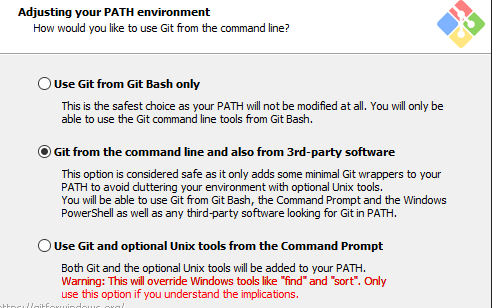 Adjusting your PATH environment
How would you like to use Git from the command line?
Use Git from Git Bash only
This is the safest choice as your PATH will not be modified at all. You will only be
able to use the Git command line tools from Git Bash.
Git from the command line and also from 3rd-party software
This option is considered safe as it only adds some minimal Git wrappers to your
PATH to avoid cluttering your environment with optional Unix tools.
You will be able to use Git from Git Bash, the Command Prompt and the Windows
PowerShell as well as any third-party software looking for Git in PATH.
Use Git and optional Unix tools from the Command Prompt
Both Git and the optional Unix tools will be added to your PATH.
Warning: This will override Windows tools like "find" and "sort". Only
use this option if you understand the implications.